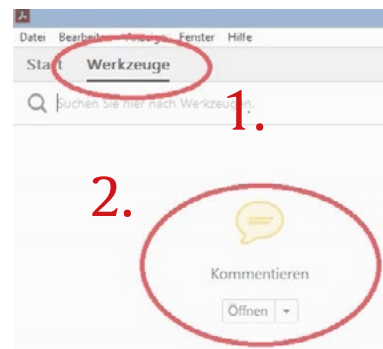 Datei Bearbeiten Anzeige Fenster Hilfe
Start Werkzeuge
Suchen Sie hier nach Werkzeugen.
1.
2.
Kommentieren
Öffnen